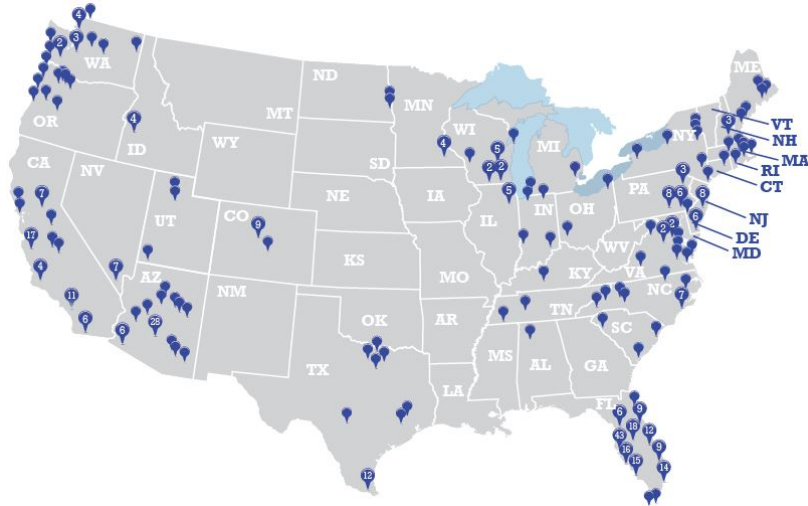 4
ME
2
3
WA
ND
VT
MN
MT
3
4
WI
NY
NH
OR
5
MI
4
MA
ID
WY
2
2
RI
SD
3
CT
CA
NV
5
PA
8
6
8
7
NE
IA
OH
NJ
IL
IN
UT
CO
9
6
DE
2
2
17
WV
MD
KS
MO
KY
VA
4
7
AZ
NC
7
11
NM
TN
6
6
28
OK
AR
SC
MS
AL
GA
TX
LA
FL
6
9
18
12
43
16
9
15
14
12